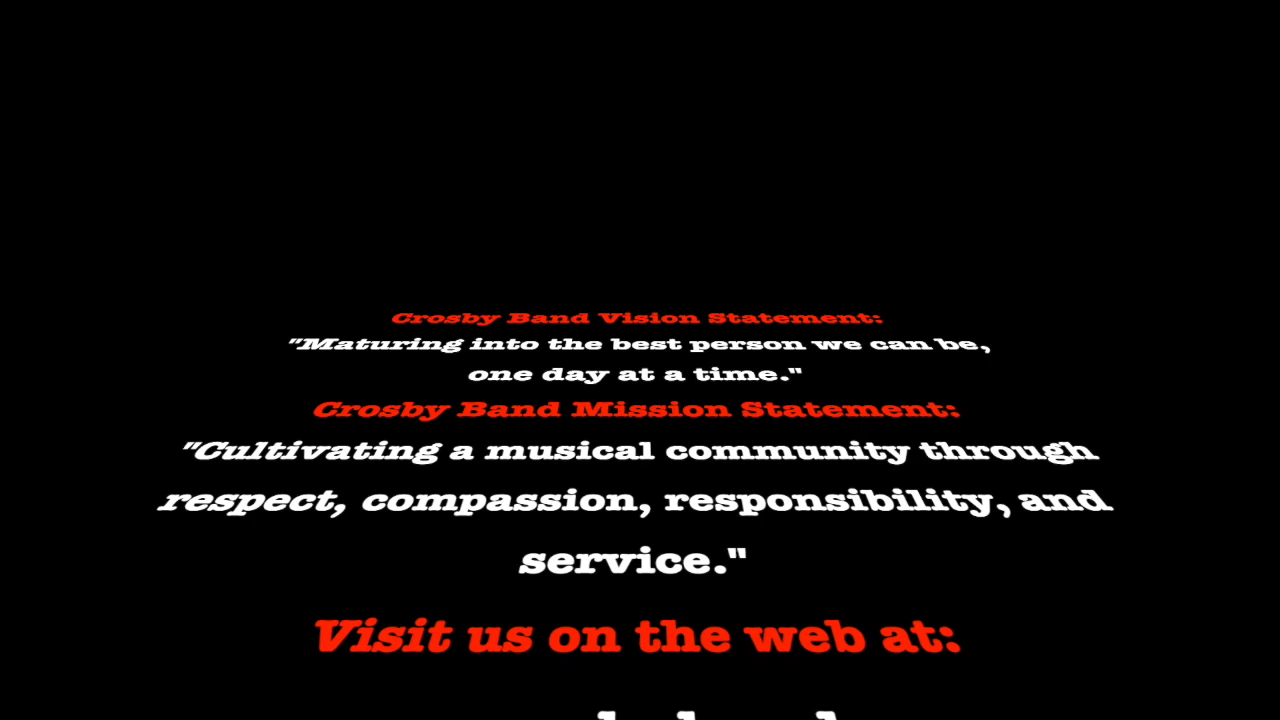 Crosby Band Vision Statement:
"Maturing into the best person we can be,
one day at a time."
Crosby Band Mission Statement:
"Cultivating a musical community through
respect, compassion, responsibility, and
service."
Visit us on the web at: